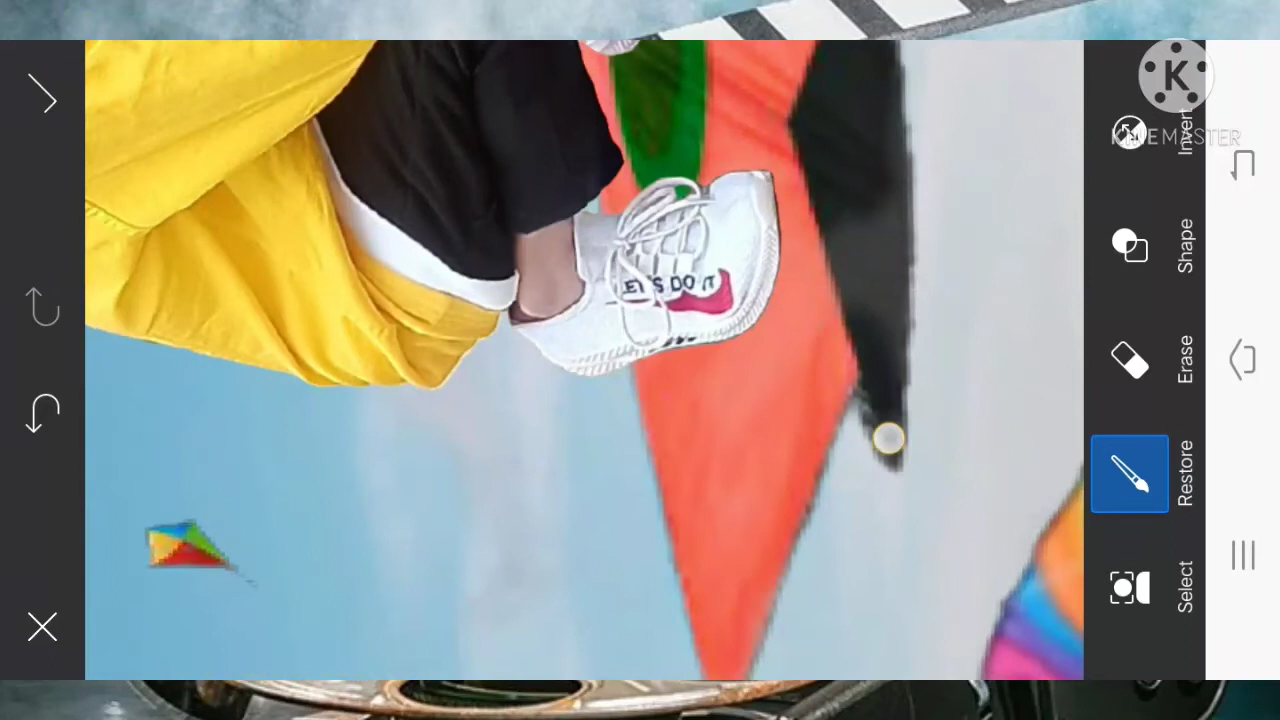 K
KINEMASTER
Invert
Shape
Erase
Restore
Select
LET'S DO IT